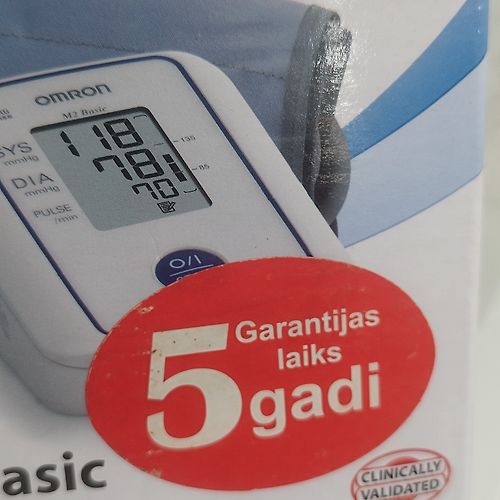 OMRON
M2 Basic
SYS
mmHg
118
135
DIA
mmHg
78
85
PULSE
/min
70
O/I
5 Garantijas
laiks
gadi
asic
CLINICALLY
VALIDATED